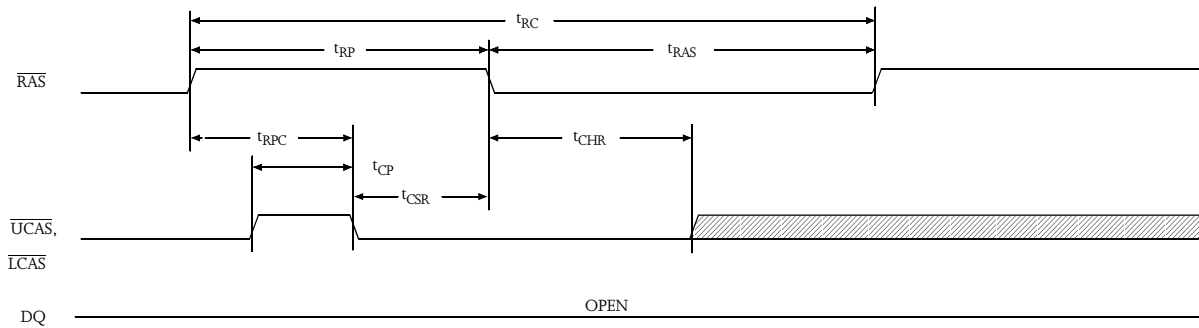 tRC
tRP
tRAS
RAS
tRPC
tCHR
tCP
tCSR
UCAS,
LCAS
OPEN
DQ